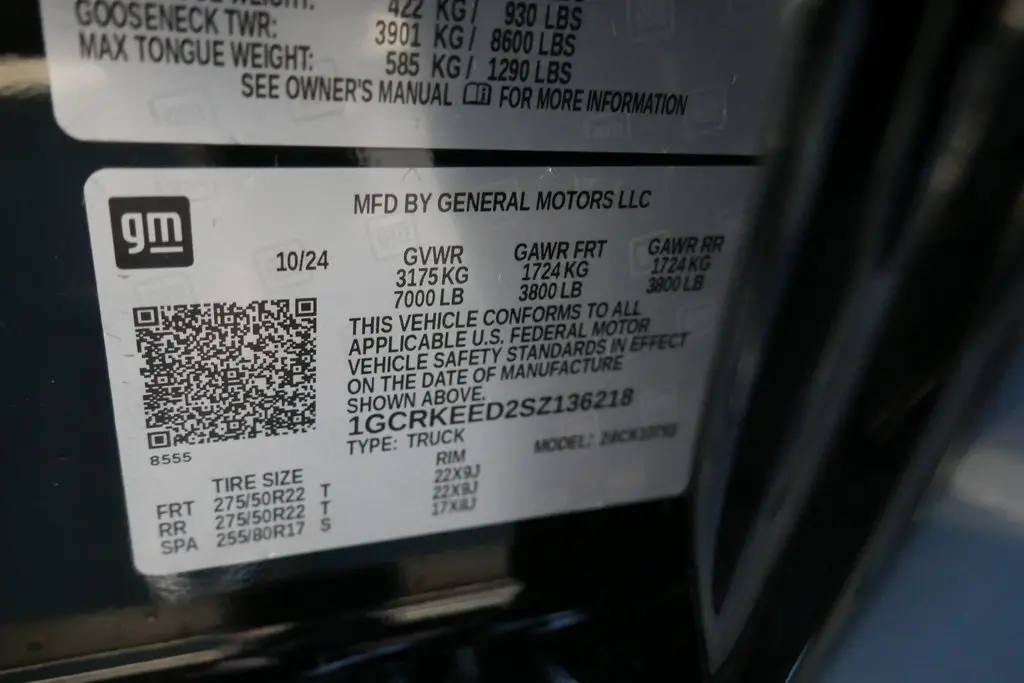 WEIGHT: 422 KG/ 930 LBS
GOOSENECK TWR: 3901 KG/ 8600 LBS
MAX TONGUE WEIGHT: 585 KG/ 1290 LBS
SEE OWNER'S MANUAL FOR MORE INFORMATION
gm
MFD BY GENERAL MOTORS LLC
10/24
GVWR GAWR FRT GAWR RR
3175 KG 1724 KG 1724 KG
7000 LB 3800 LB 3800 LB
THIS VEHICLE CONFORMS TO ALL
APPLICABLE U.S. FEDERAL MOTOR
VEHICLE SAFETY STANDARDS IN EFFECT
ON THE DATE OF MANUFACTURE
SHOWN ABOVE.
1GCRKEED2SZ136218
TYPE: TRUCK MODEL:
8555
TIRE SIZE RIM
FRT 275/50R22 T 22X9J
RR 275/50R22 T 22X9J
SPA 255/80R17 S 17X8J